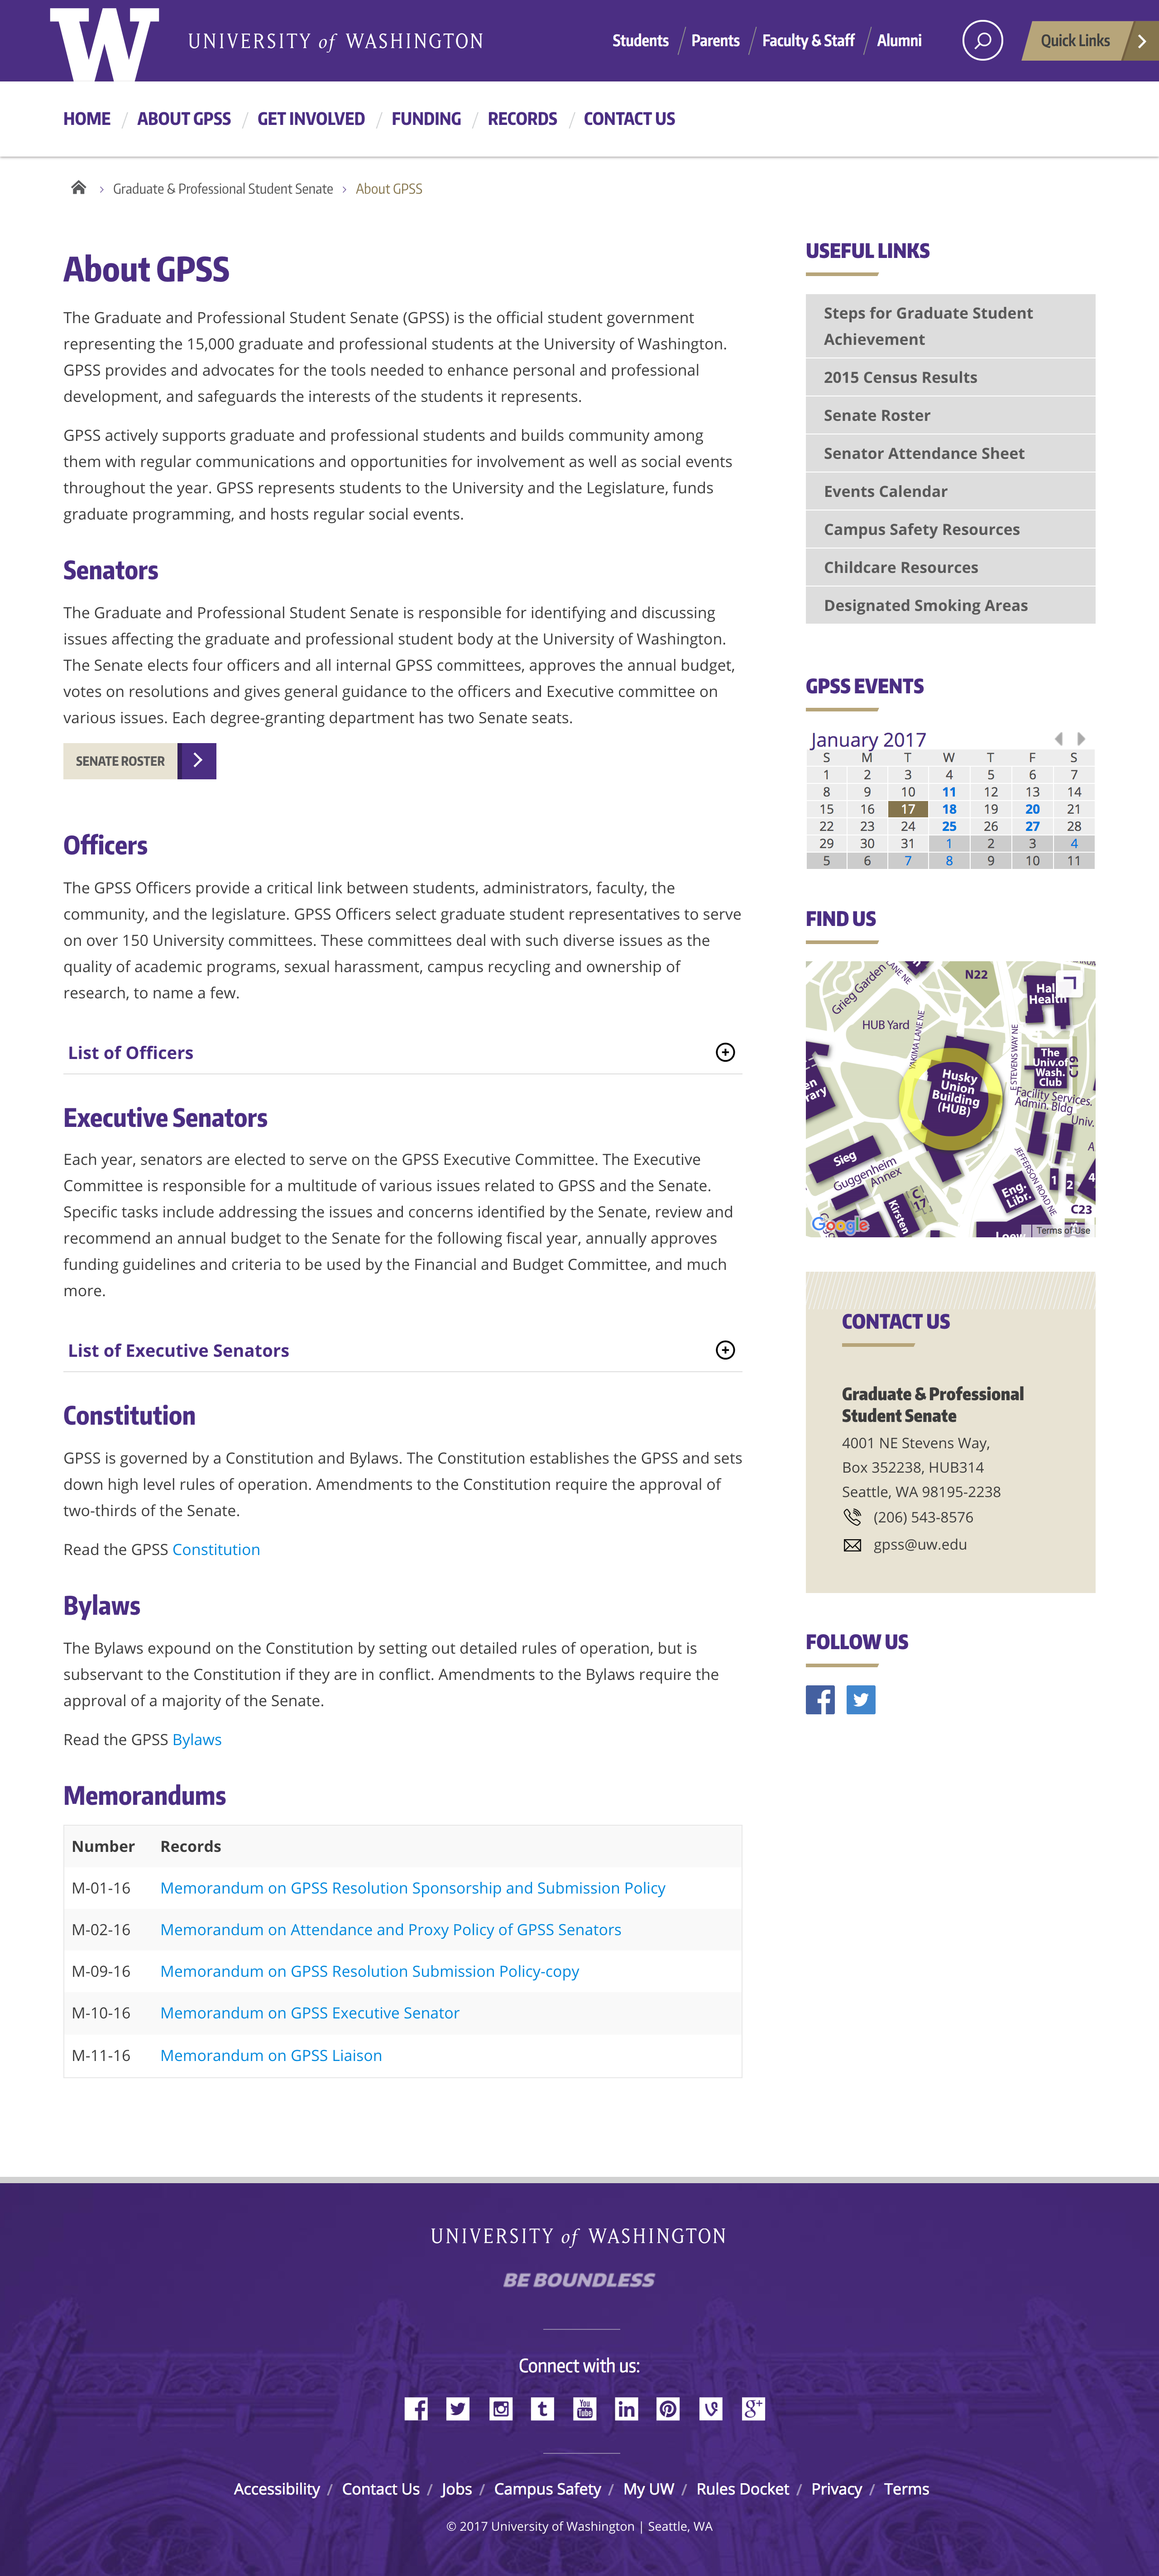 W UNIVERSITY of WASHINGTON
Students / Parents / Faculty & Staff / Alumni
Quick Links
HOME / ABOUT GPSS / GET INVOLVED / FUNDING / RECORDS / CONTACT US
› Graduate & Professional Student Senate › About GPSS
About GPSS
The Graduate and Professional Student Senate (GPSS) is the official student government
representing the 15,000 graduate and professional students at the University of Washington.
GPSS provides and advocates for the tools needed to enhance personal and professional
development, and safeguards the interests of the students it represents.
GPSS actively supports graduate and professional students and builds community among
them with regular communications and opportunities for involvement as well as social events
throughout the year. GPSS represents students to the University and the Legislature, funds
graduate programming, and hosts regular social events.
Senators
The Graduate and Professional Student Senate is responsible for identifying and discussing
issues affecting the graduate and professional student body at the University of Washington.
The Senate elects four officers and all internal GPSS committees, approves the annual budget,
votes on resolutions and gives general guidance to the officers and Executive committee on
various issues. Each degree-granting department has two Senate seats.
SENATE ROSTER
Officers
The GPSS Officers provide a critical link between students, administrators, faculty, the
community, and the legislature. GPSS Officers select graduate student representatives to serve
on over 150 University committees. These committees deal with such diverse issues as the
quality of academic programs, sexual harassment, campus recycling and ownership of
research, to name a few.
List of Officers
Executive Senators
Each year, senators are elected to serve on the GPSS Executive Committee. The Executive
Committee is responsible for a multitude of various issues related to GPSS and the Senate.
Specific tasks include addressing the issues and concerns identified by the Senate, review and
recommend an annual budget to the Senate for the following fiscal year, annually approves
funding guidelines and criteria to be used by the Financial and Budget Committee, and much
more.
List of Executive Senators
Constitution
GPSS is governed by a Constitution and Bylaws. The Constitution establishes the GPSS and sets
down high level rules of operation. Amendments to the Constitution require the approval of
two-thirds of the Senate.
Read the GPSS Constitution
Bylaws
The Bylaws expound on the Constitution by setting out detailed rules of operation, but is
subservant to the Constitution if they are in conflict. Amendments to the Bylaws require the
approval of a majority of the Senate.
Read the GPSS Bylaws
Memorandums
Number Records
M-01-16 Memorandum on GPSS Resolution Sponsorship and Submission Policy
M-02-16 Memorandum on Attendance and Proxy Policy of GPSS Senators
M-09-16 Memorandum on GPSS Resolution Submission Policy-copy
M-10-16 Memorandum on GPSS Executive Senator
M-11-16 Memorandum on GPSS Liaison
USEFUL LINKS
Steps for Graduate Student
Achievement
2015 Census Results
Senate Roster
Senator Attendance Sheet
Events Calendar
Campus Safety Resources
Childcare Resources
Designated Smoking Areas
GPSS EVENTS
January 2017
S M T W T F S
1 2 3 4 5 6 7
8 9 10 11 12 13 14
15 16 17 18 19 20 21
22 23 24 25 26 27 28
29 30 31 1 2 3 4
5 6 7 8 9 10 11
FIND US
Grieg Garden
LANE NE
N22
Hall
Health
HUB Yard
YAKIMA LANE NE
E STEVENS WAY NE
The
Univ.of
Wash.
Club
C19
Husky
Union
Building
(HUB)
Facility Services.
Admin. Bldg
Univ.
Sieg
Guggenheim
Annex
C
17
Kirsten
JEFFERSON ROAD NE
Eng.
Libr.
1
2
4
C23
Google
Terms of Use
CONTACT US
Graduate & Professional
Student Senate
4001 NE Stevens Way,
Box 352238, HUB314
Seattle, WA 98195-2238
(206) 543-8576
gpss@uw.edu
FOLLOW US
UNIVERSITY of WASHINGTON
BE BOUNDLESS
Connect with us:
Accessibility / Contact Us / Jobs / Campus Safety / My UW / Rules Docket / Privacy / Terms
© 2017 University of Washington | Seattle, WA